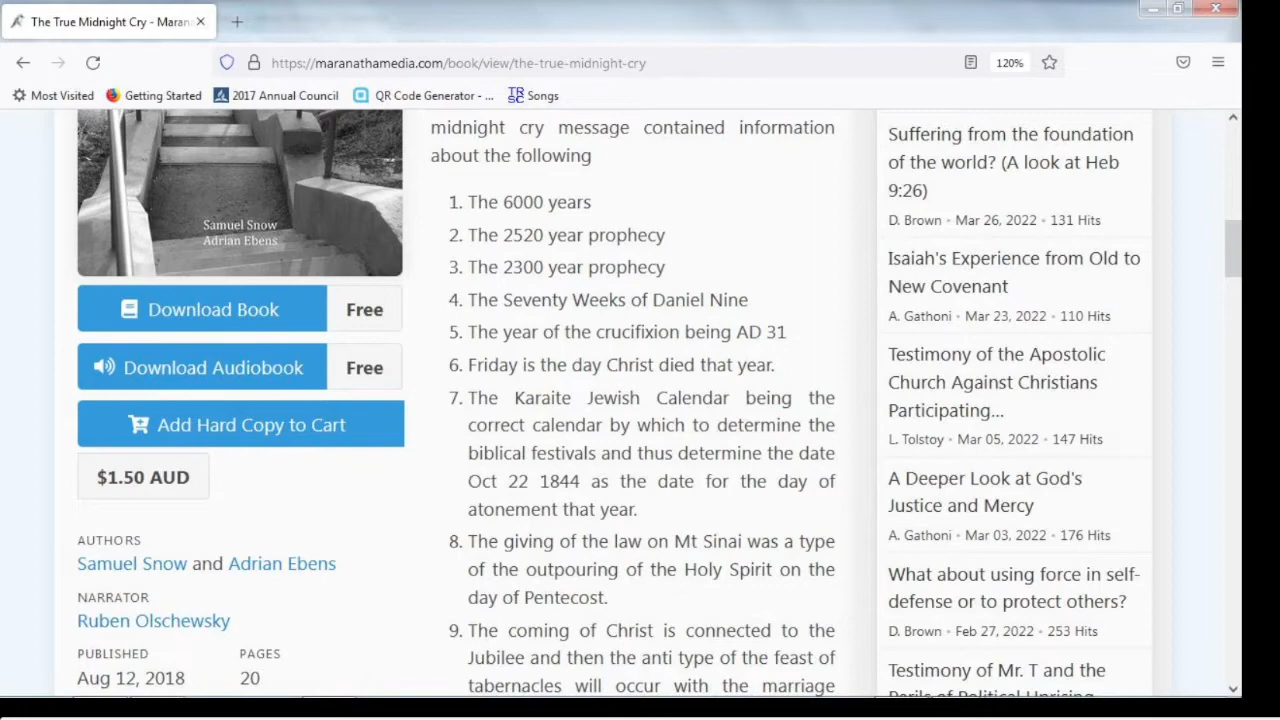 The True Midnight Cry - Maran
https://maranathamedia.com/book/view/the-true-midnight-cry
120%
Most Visited
Getting Started
2017 Annual Council
QR Code Generator - ...
TR
SC
Songs
Samuel Snow
Adrian Ebens
Download Book
Free
Download Audiobook
Free
Add Hard Copy to Cart
$1.50 AUD
AUTHORS
Samuel Snow and Adrian Ebens
NARRATOR
Ruben Olschewsky
PUBLISHED
PAGES
Aug 12, 2018
20
midnight cry message contained information
about the following
1. The 6000 years
2. The 2520 year prophecy
3. The 2300 year prophecy
4. The Seventy Weeks of Daniel Nine
5. The year of the crucifixion being AD 31
6. Friday is the day Christ died that year.
7. The Karaite Jewish Calendar being the
correct calendar by which to determine the
biblical festivals and thus determine the date
Oct 22 1844 as the date for the day of
atonement that year.
8. The giving of the law on Mt Sinai was a type
of the outpouring of the Holy Spirit on the
day of Pentecost.
9. The coming of Christ is connected to the
Jubilee and then the anti type of the feast of
tabernacles will occur with the marriage
Suffering from the foundation
of the world? (A look at Heb
9:26)
D. Brown • Mar 26, 2022 • 131 Hits
Isaiah's Experience from Old to
New Covenant
A. Gathoni • Mar 23, 2022 • 110 Hits
Testimony of the Apostolic
Church Against Christians
Participating...
L. Tolstoy • Mar 05, 2022 • 147 Hits
A Deeper Look at God's
Justice and Mercy
A. Gathoni • Mar 03, 2022 • 176 Hits
What about using force in self-
defense or to protect others?
D. Brown • Feb 27, 2022 • 253 Hits
Testimony of Mr. T and the
Perils of Political Uprising